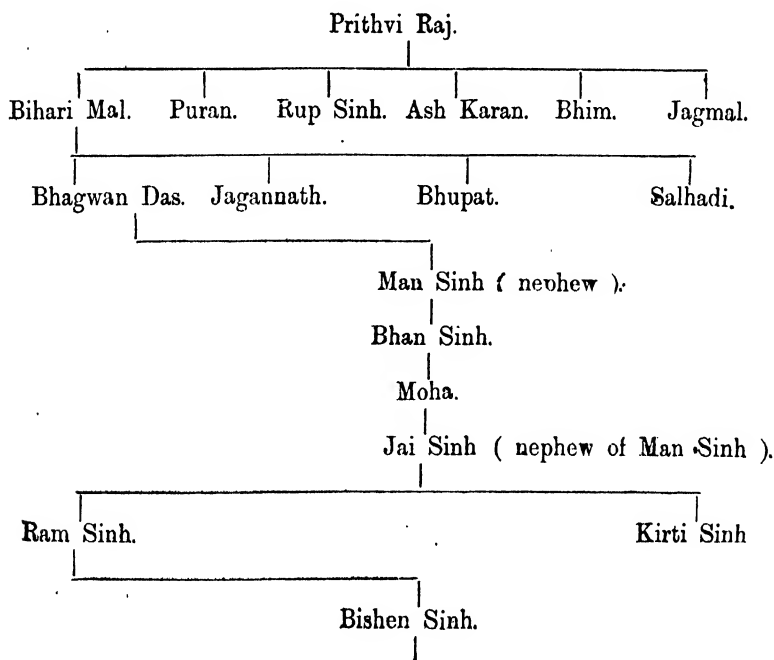 Prithvi Raj.
Bihari Mal. Puran. Rup Sinh. Ash Karan. Bhim. Jagmal.
Bhagwan Das. Jagannath. Bhupat. Salhadi.
Man Sinh ( nephew ).
Bhan Sinh.
Moha.
Jai Sinh ( nephew of Man Sinh ).
Ram Sinh. Kirti Sinh
Bishen Sinh.